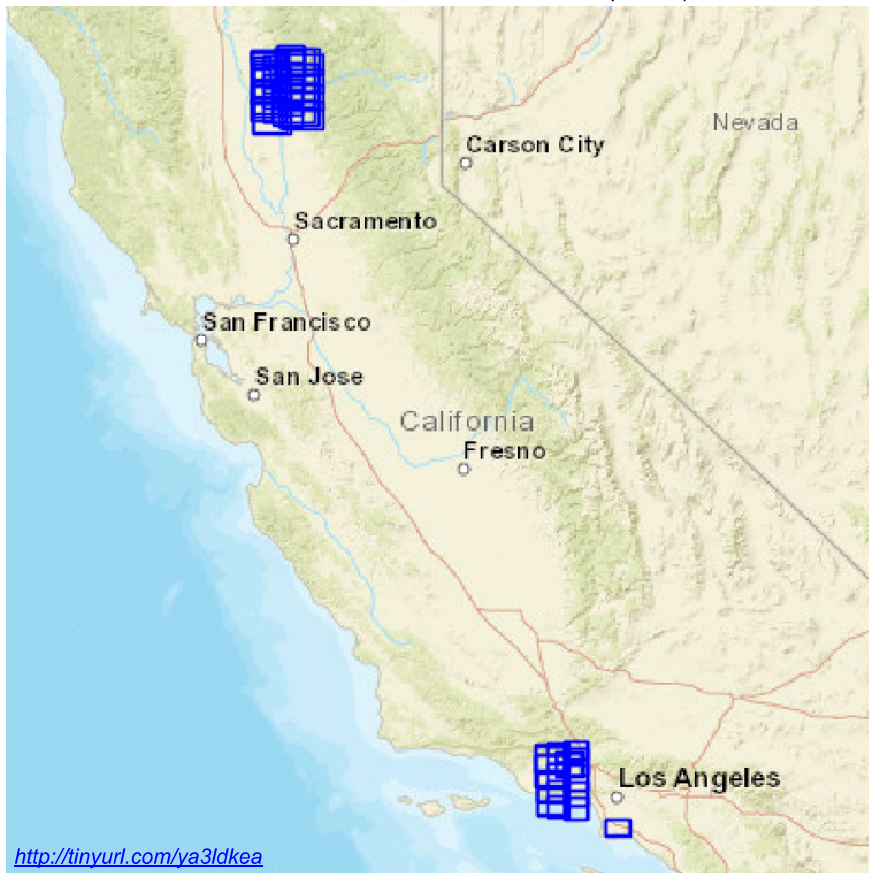 Nevada
Carson City
Sacramento
San Francisco
San Jose
California
Fresno
Los Angeles
http://tinyurl.com/ya3ldkea